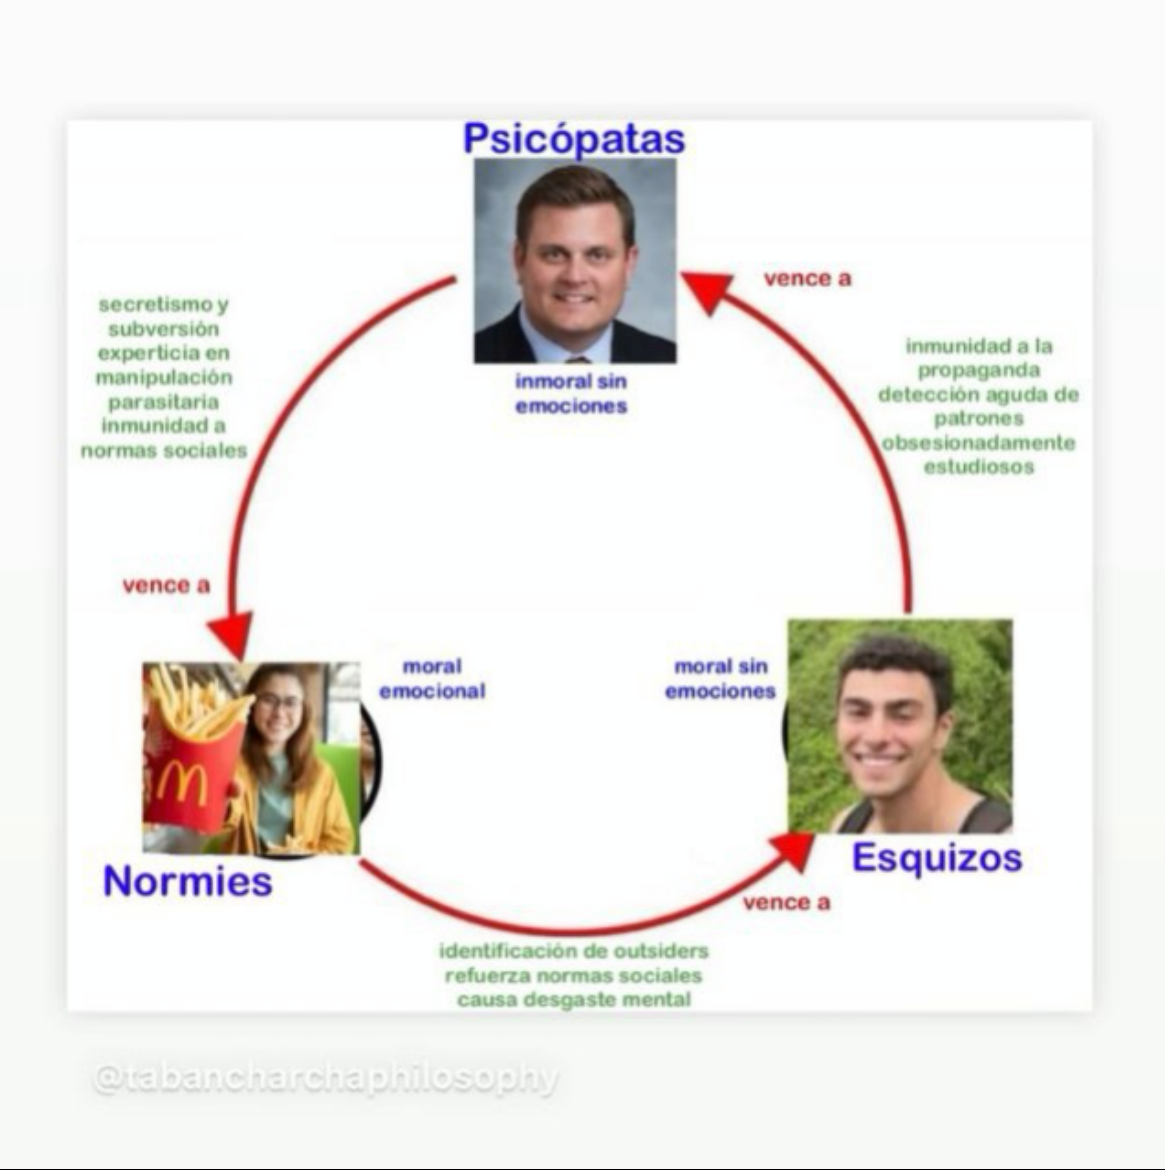 Psicópatas
inmoral sin
emociones
vence a
secretismo y
subversión
experticia en
manipulación
parasitaria
inmunidad a
normas sociales
vence a
inmunidad a la
propaganda
detección aguda de
patrones
obsesionadamente
estudiosos
moral
emocional
moral sin
emociones
Normies
Esquizos
vence a
identificación de outsiders
refuerza normas sociales
causa desgaste mental
@tabancharchaphilosophy